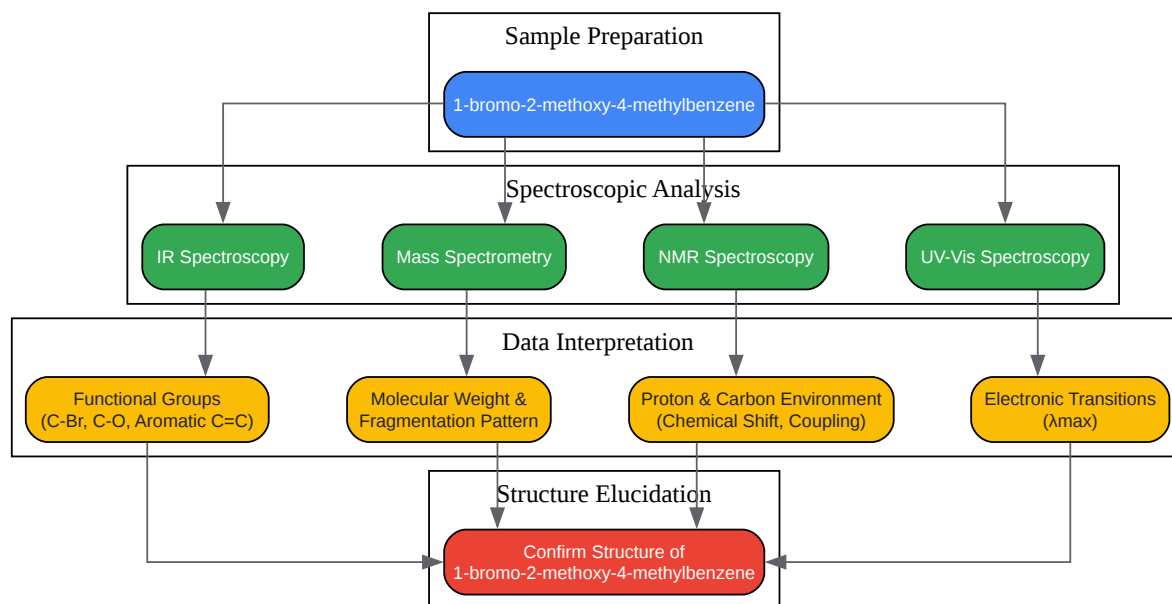 Sample Preparation
1-bromo-2-methoxy-4-methylbenzene
Spectroscopic Analysis
IR Spectroscopy
Mass Spectrometry
NMR Spectroscopy
UV-Vis Spectroscopy
Data Interpretation
Functional Groups
(C-Br, C-O, Aromatic C=C)
Molecular Weight &
Fragmentation Pattern
Proton & Carbon Environment
(Chemical Shift, Coupling)
Electronic Transitions
(λmax)
Structure Elucidation
Confirm Structure of
1-bromo-2-methoxy-4-methylbenzene